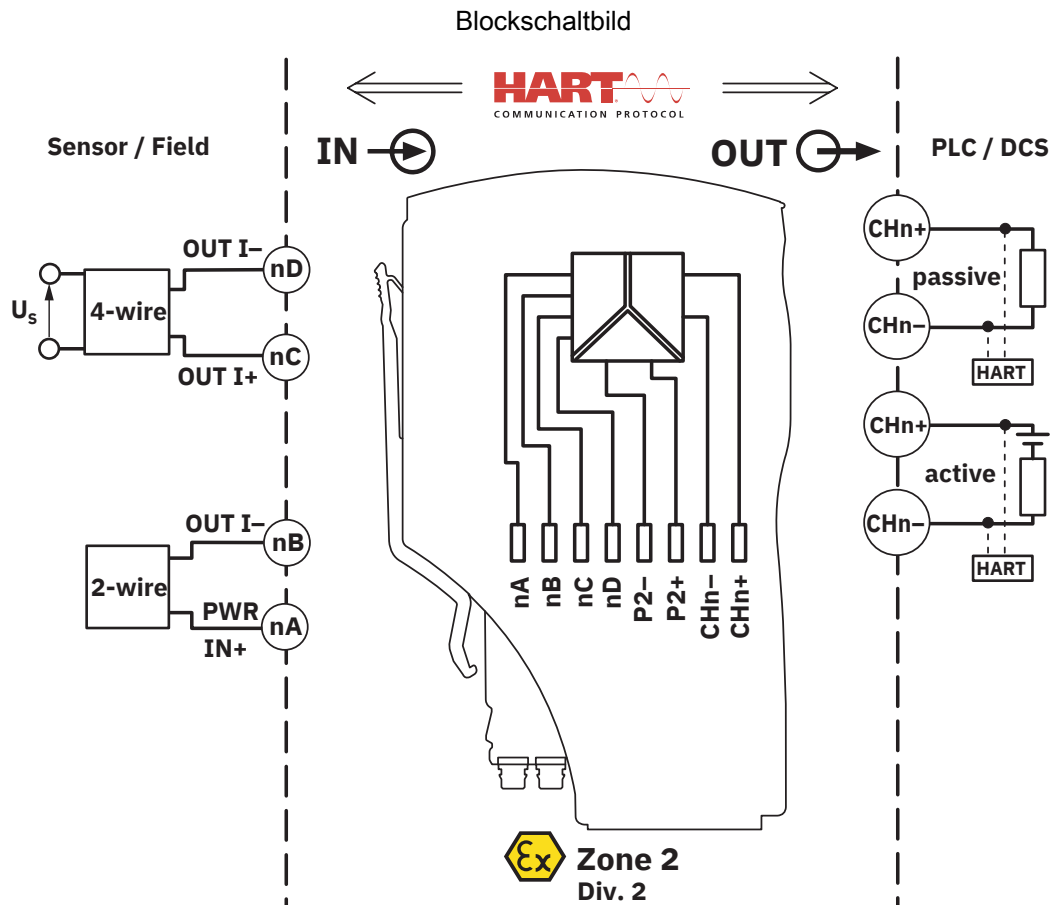 Blockschaltbild
HART
COMMUNICATION PROTOCOL
Sensor / Field
IN
OUT
PLC / DCS
OUT I–
nD
Us
4-wire
nC
OUT I+
OUT I–
nB
2-wire
PWR
nA
IN+
nA
nB
nC
nD
P2–
P2+
CHn–
CHn+
CHn+
passive
CHn–
HART
CHn+
active
CHn–
HART
Ex
Zone 2
Div. 2